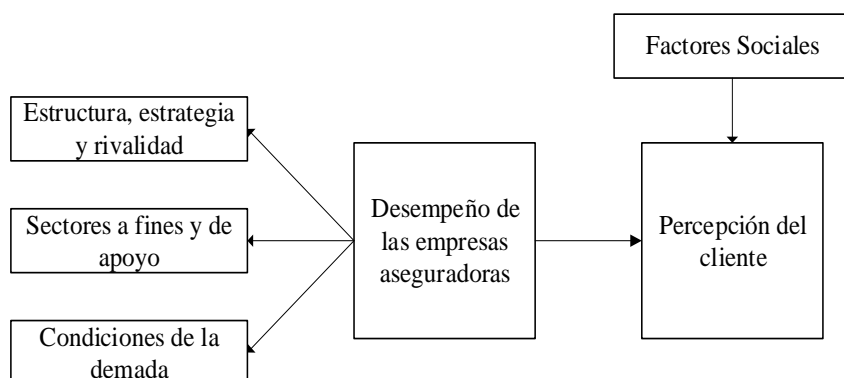 Factores Sociales
Estructura, estrategia
y rivalidad
Sectores a fines y de
apoyo
Condiciones de la
demada
Desempeño de
las empresas
aseguradoras
Percepción del
cliente